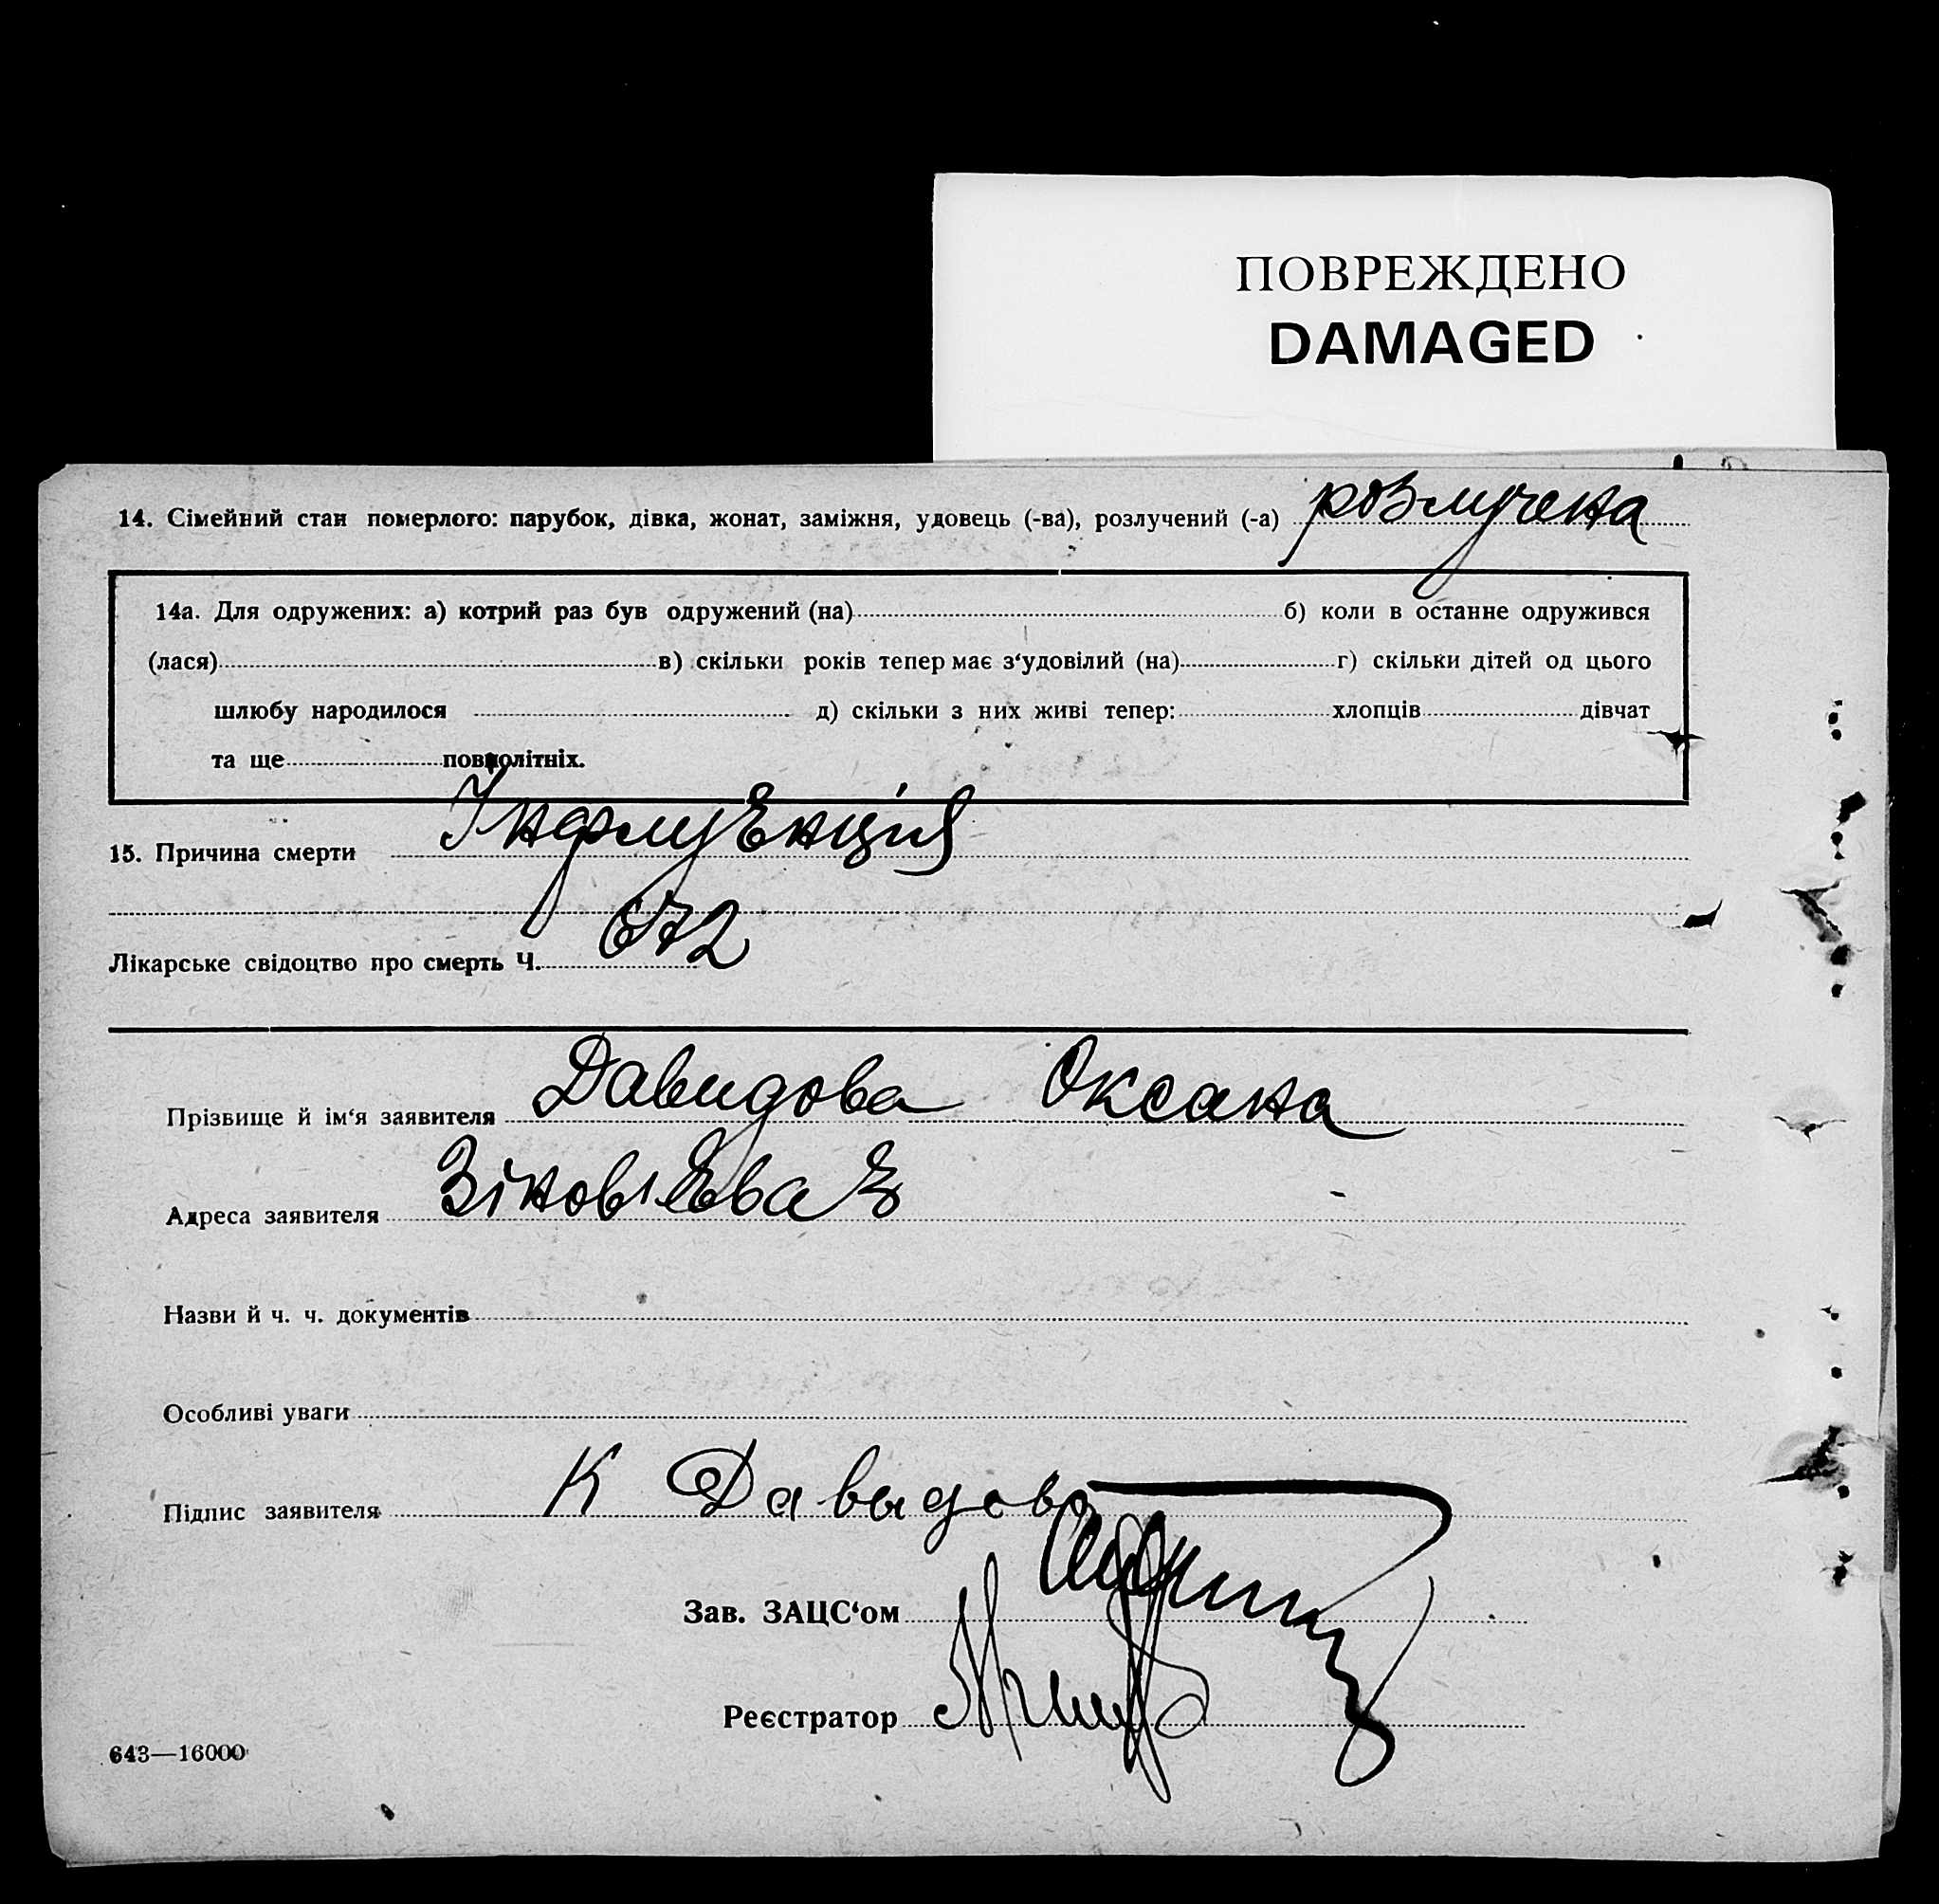 ПОВРЕЖДЕНО
DAMAGED
14. Сімейний стан померлого: парубок, дівка, жонат, заміжня, удовець (-ва), розлучений (-а) розлучена
14а. Для одружених: а) котрий раз був одружений (на) б) коли в останне одружився
(лася) в) скільки років тепер має з‘удовілий (на) г) скільки дітей од цього
шлюбу народилося д) скільки з них живі тепер: хлопців дівчат
та ще повнолітніх.
15. Причина смерти Інфлуенція
Лікарське свідоцтво про смерть Ч. 672
Прізвище й ім‘я заявителя Давидова Оксана
Адреса заявителя Зіновʼєва
Назви й ч. ч. документів
Особливі уваги
Підпис заявителя К Давыдова
Зав. ЗАЦС‘ом
Реєстратор
643—16000